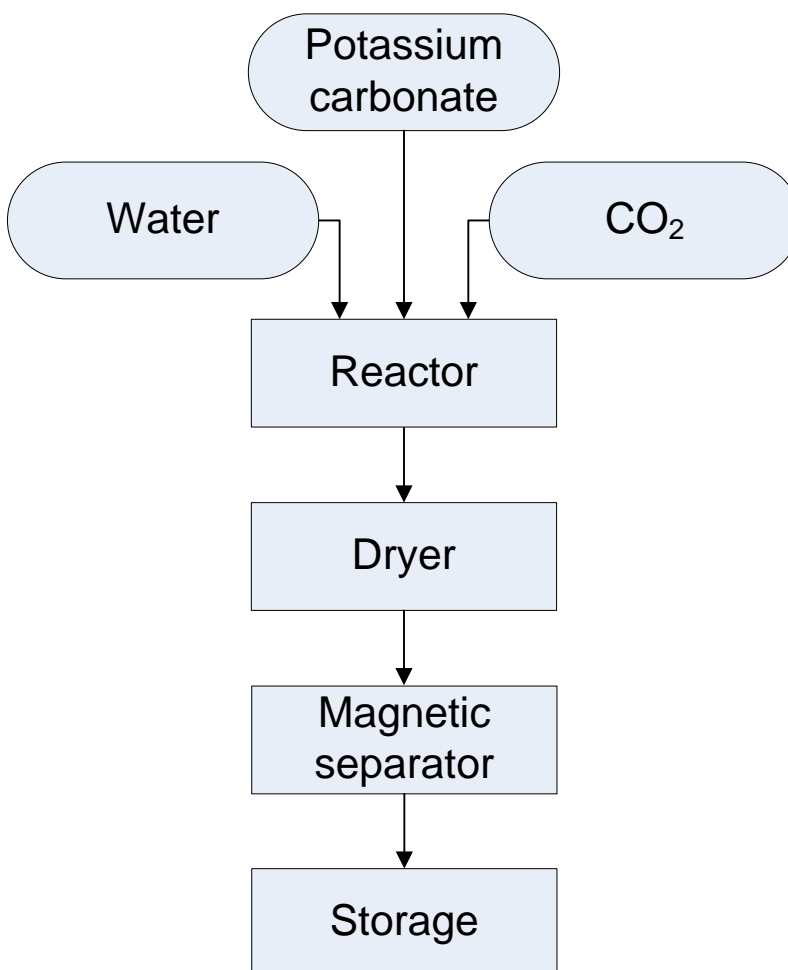 Potassium
carbonate
Water
CO₂
Reactor
Dryer
Magnetic
separator
Storage